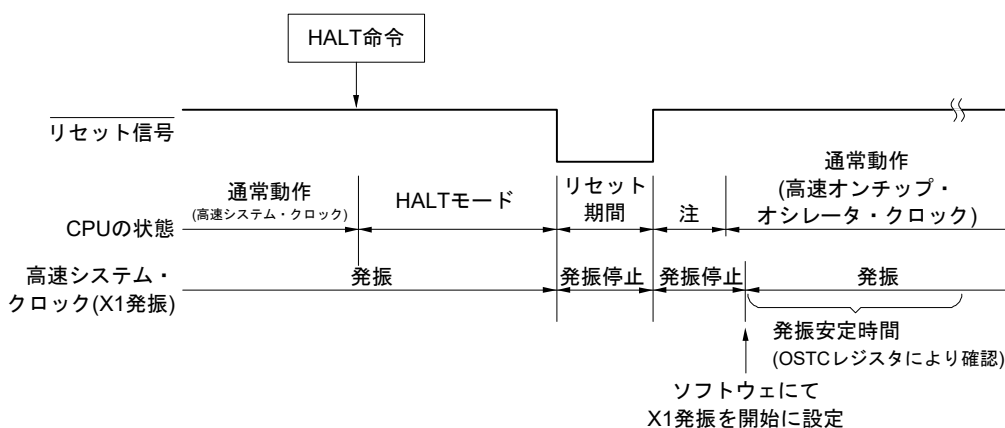 HALT命令
リセット信号
通常動作
(高速システム・クロック)
HALTモード
リセット
期間
注
通常動作
(高速オンチップ・
オシレータ・クロック)
CPUの状態
高速システム・
クロック(X1発振)
発振
発振停止
発振停止
発振
発振安定時間
(OSTCレジスタにより確認)
ソフトウェにて
X1発振を開始に設定